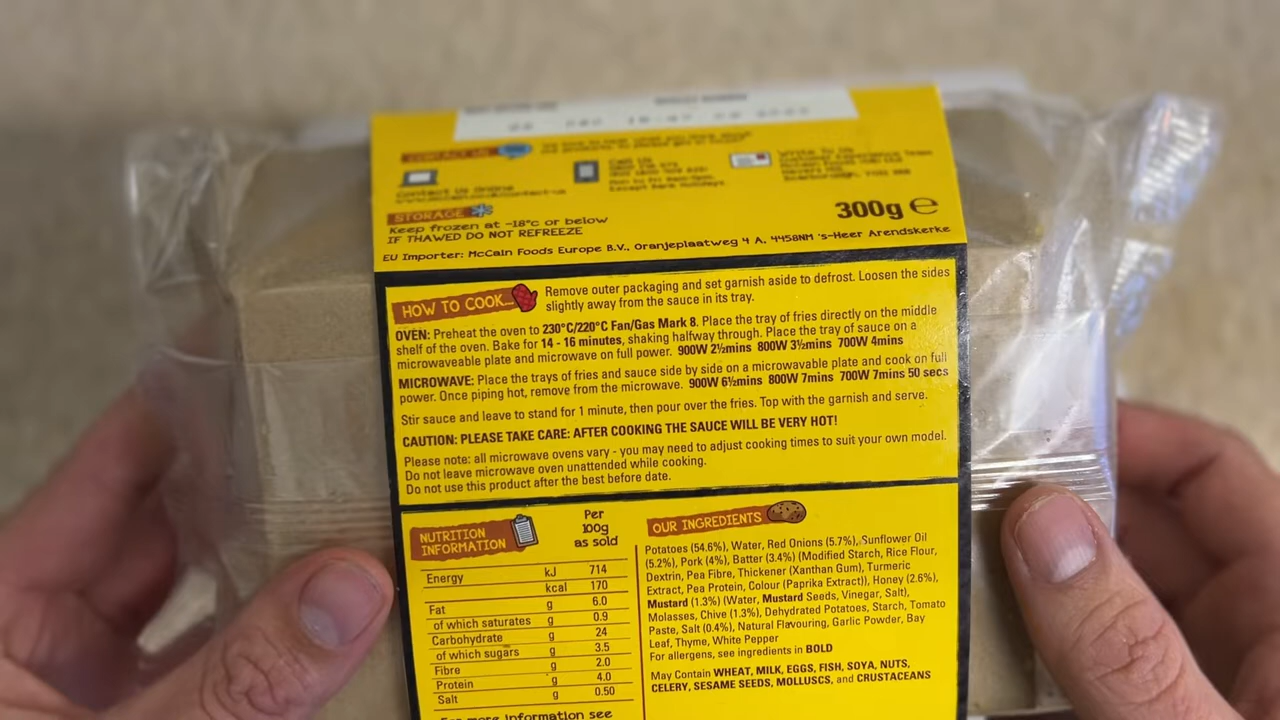 CONTACT US
Contact Us Online
Call Us
Except Bank Holidays
Write To Us
Customer Experience Team
STORAGE
Keep frozen at -18°c or below
IF THAWED DO NOT REFREEZE
300g ℮
EU Importer: McCain Foods Europe B.V., Oranjeplaatweg 4 A, 4458NM 's-Heer Arendskerke
HOW TO COOK...
Remove outer packaging and set garnish aside to defrost. Loosen the sides
slightly away from the sauce in its tray.
OVEN: Preheat the oven to 230°C/220°C Fan/Gas Mark 8. Place the tray of fries directly on the middle
shelf of the oven. Bake for 14 - 16 minutes, shaking halfway through. Place the tray of sauce on a
microwaveable plate and microwave on full power. 900W 2½mins 800W 3½mins 700W 4mins
MICROWAVE: Place the trays of fries and sauce side by side on a microwavable plate and cook on full
power. Once piping hot, remove from the microwave. 900W 6½mins 800W 7mins 700W 7mins 50 secs
Stir sauce and leave to stand for 1 minute, then pour over the fries. Top with the garnish and serve.
CAUTION: PLEASE TAKE CARE: AFTER COOKING THE SAUCE WILL BE VERY HOT!
Please note: all microwave ovens vary - you may need to adjust cooking times to suit your own model.
Do not leave microwave oven unattended while cooking.
Do not use this product after the best before date.
NUTRITION
INFORMATION
Per
100g
as sold
Energy kJ 714
kcal 170
Fat g 6.0
of which saturates g 0.9
Carbohydrate g 24
of which sugars g 3.5
Fibre g 2.0
Protein g 4.0
Salt g 0.50
For more information see
OUR INGREDIENTS
Potatoes (54.6%), Water, Red Onions (5.7%), Sunflower Oil
(5.2%), Pork (4%), Batter (3.4%) (Modified Starch, Rice Flour,
Dextrin, Pea Fibre, Thickener (Xanthan Gum), Turmeric
Extract, Pea Protein, Colour (Paprika Extract)), Honey (2.6%),
Mustard (1.3%) (Water, Mustard Seeds, Vinegar, Salt),
Molasses, Chive (1.3%), Dehydrated Potatoes, Starch, Tomato
Paste, Salt (0.4%), Natural Flavouring, Garlic Powder, Bay
Leaf, Thyme, White Pepper
For allergens, see ingredients in BOLD
May Contain WHEAT, MILK, EGGS, FISH, SOYA, NUTS,
CELERY, SESAME SEEDS, MOLLUSCS, and CRUSTACEANS